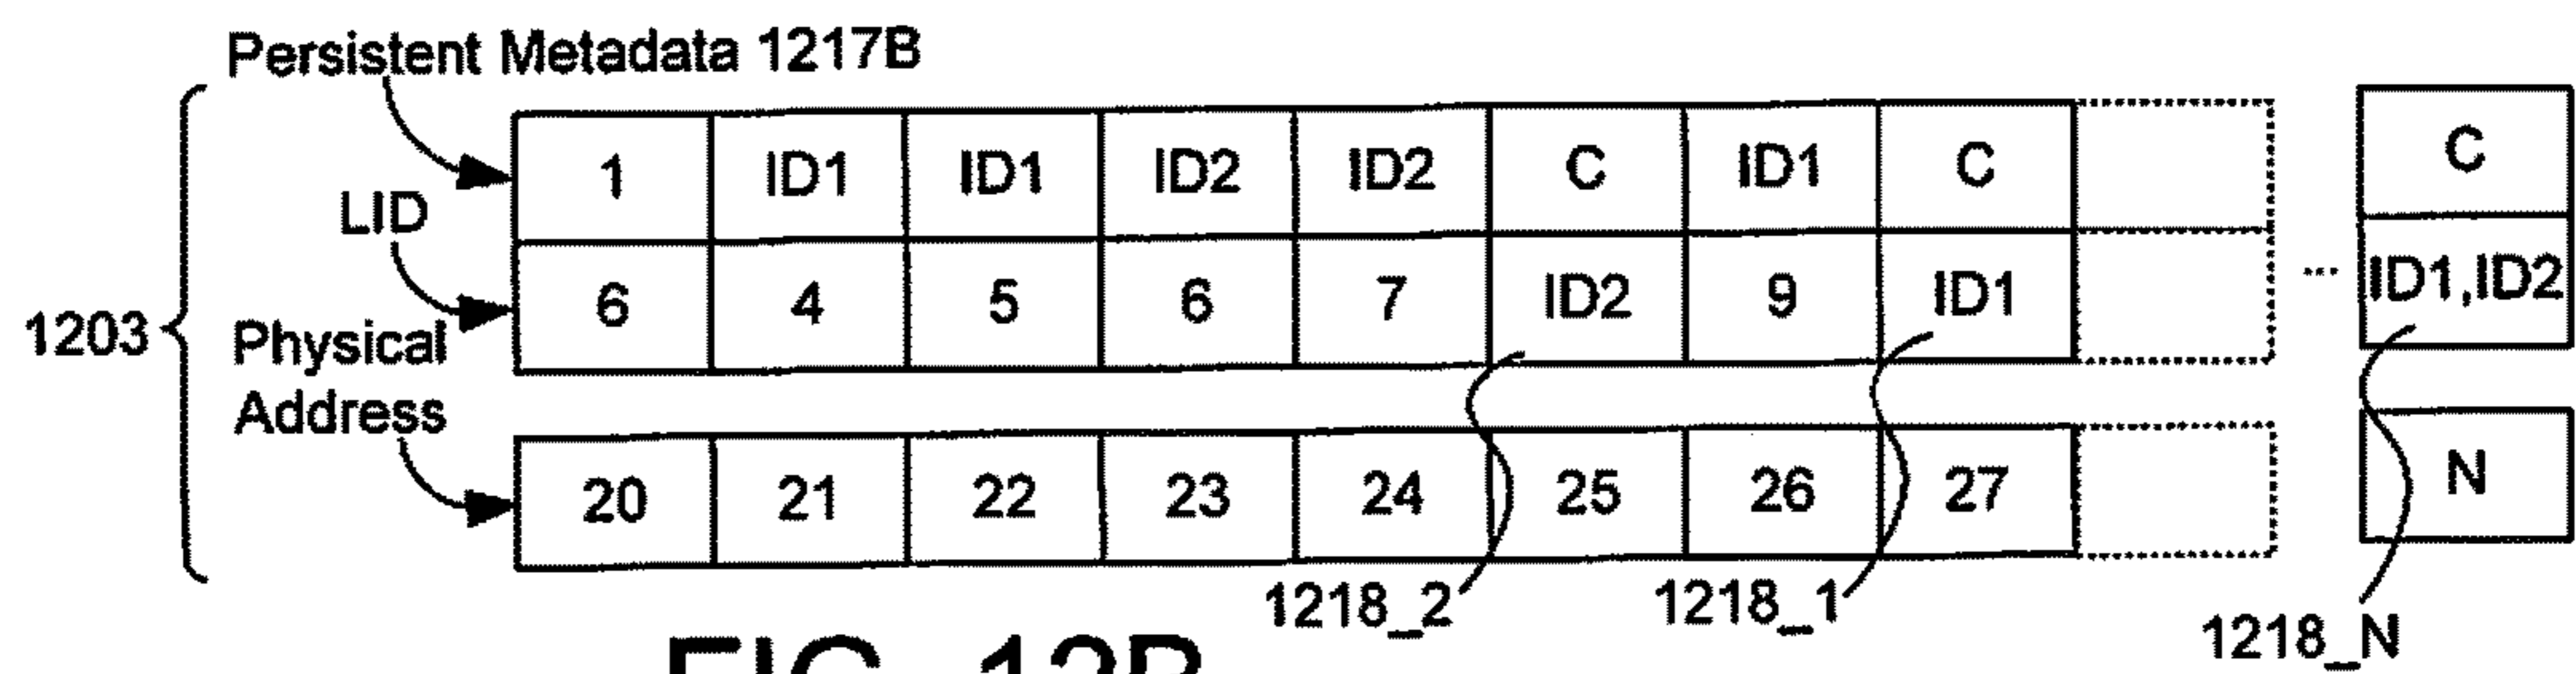 Persistent Metadata 1217B
1 ID1 ID1 ID2 ID2 C ID1 C C
LID
6 4 5 6 7 ID2 9 ID1 ... ID1,ID2
1203
Physical
Address
20 21 22 23 24 25 26 27 N
1218_2 1218_1 1218_N